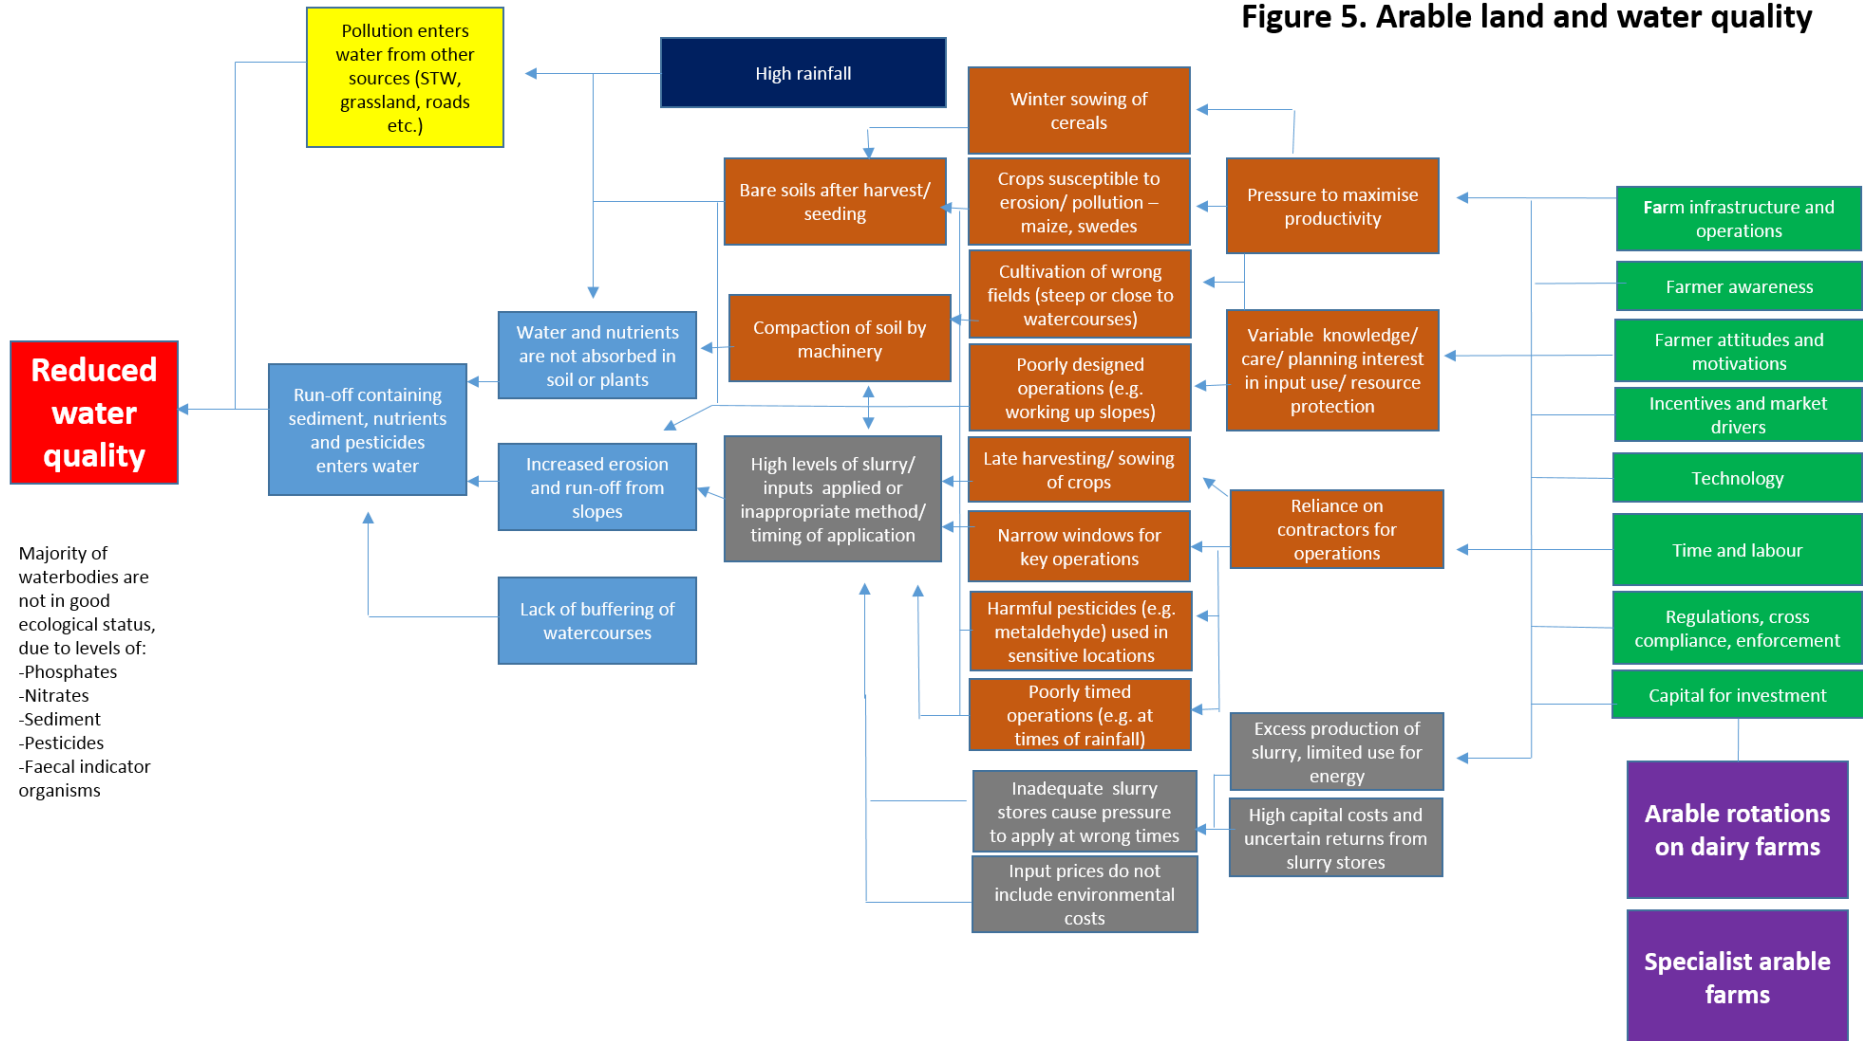 Figure 5. Arable land and water quality
Pollution enters
water from other
sources (STW,
grassland, roads
etc.)
High rainfall
Winter sowing of
cereals
Bare soils after harvest/
seeding
Crops susceptible to
erosion/ pollution –
maize, swedes
Pressure to maximise
productivity
Farm infrastructure and
operations
Cultivation of wrong
fields (steep or close to
watercourses)
Farmer awareness
Reduced
water
quality
Run-off containing
sediment, nutrients
and pesticides
enters water
Water and nutrients
are not absorbed in
soil or plants
Compaction of soil by
machinery
Poorly designed
operations (e.g.
working up slopes)
Variable  knowledge/
care/ planning interest
in input use/ resource
protection
Farmer attitudes and
motivations
Incentives and market
drivers
Increased erosion
and run-off from
slopes
High levels of slurry/
inputs  applied or
inappropriate method/
timing of application
Late harvesting/ sowing
of crops
Technology
Narrow windows for
key operations
Reliance on
contractors for
operations
Time and labour
Majority of
waterbodies are
not in good
ecological status,
due to levels of:
-Phosphates
-Nitrates
-Sediment
-Pesticides
-Faecal indicator
organisms
Lack of buffering of
watercourses
Harmful pesticides (e.g.
metaldehyde) used in
sensitive locations
Regulations, cross
compliance, enforcement
Poorly timed
operations (e.g. at
times of rainfall)
Capital for investment
Excess production of
slurry, limited use for
energy
Inadequate  slurry
stores cause pressure
to apply at wrong times
High capital costs and
uncertain returns from
slurry stores
Input prices do not
include environmental
costs
Arable rotations
on dairy farms
Specialist arable
farms